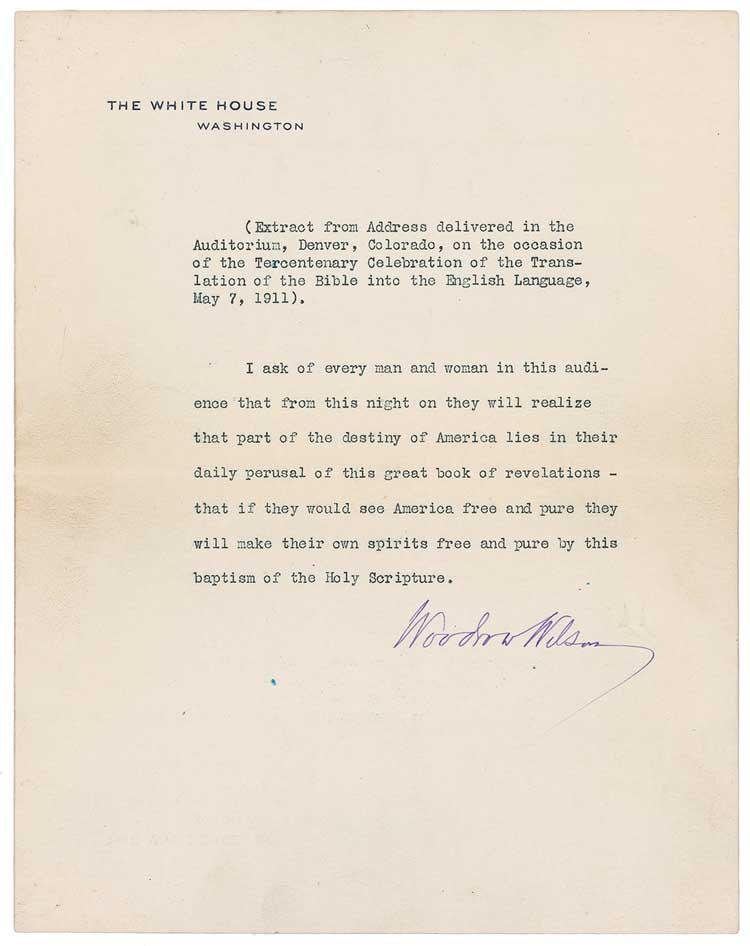 THE WHITE HOUSE
WASHINGTON
(Extract from Address delivered in the
Auditorium, Denver, Colorado, on the occasion
of the Tercentenary Celebration of the Trans-
lation of the Bible into the English Language,
May 7, 1911).
I ask of every man and woman in this audi-
ence that from this night on they will realize
that part of the destiny of America lies in their
daily perusal of this great book of revelations -
that if they would see America free and pure they
will make their own spirits free and pure by this
baptism of the Holy Scripture.
Woodrow Wilson